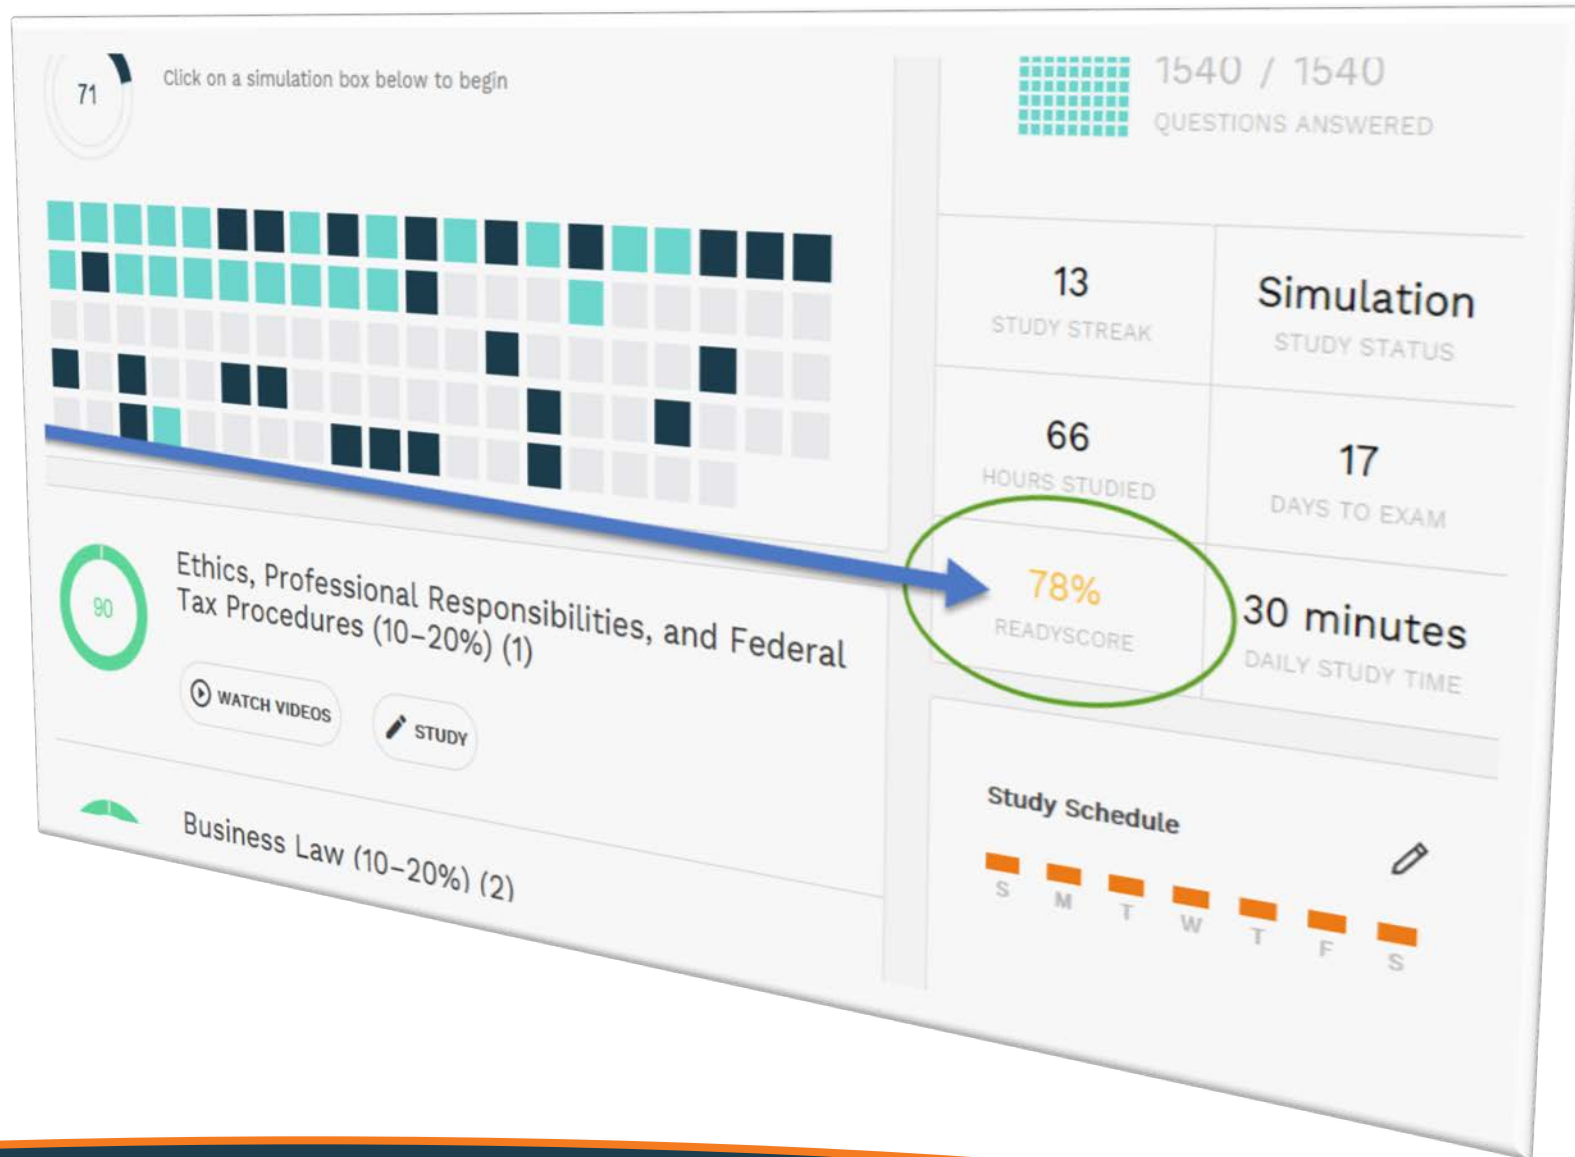 71
Click on a simulation box below to begin
90
Ethics, Professional Responsibilities, and Federal
Tax Procedures (10–20%) (1)
WATCH VIDEOS
STUDY
Business Law (10–20%) (2)
1540 / 1540
QUESTIONS ANSWERED
13
STUDY STREAK
Simulation
STUDY STATUS
66
HOURS STUDIED
17
DAYS TO EXAM
78%
READYSCORE
30 minutes
DAILY STUDY TIME
Study Schedule
S M T W T F S